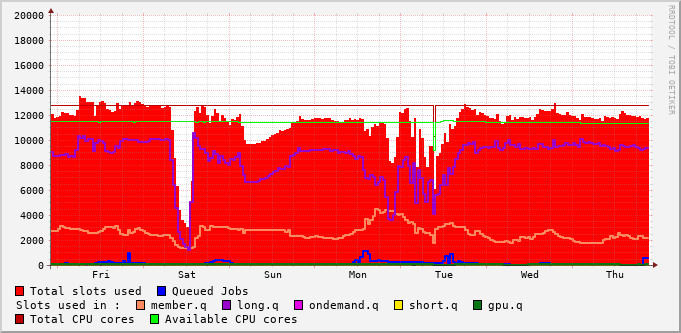 20000
18000
16000
14000
12000
10000
8000
6000
4000
2000
0
Fri Sat Sun Mon Tue Wed Thu
Total slots used Queued Jobs
Slots used in : member.q long.q ondemand.q short.q gpu.q
Total CPU cores Available CPU cores
RRDTOOL / TOBI OETIKER